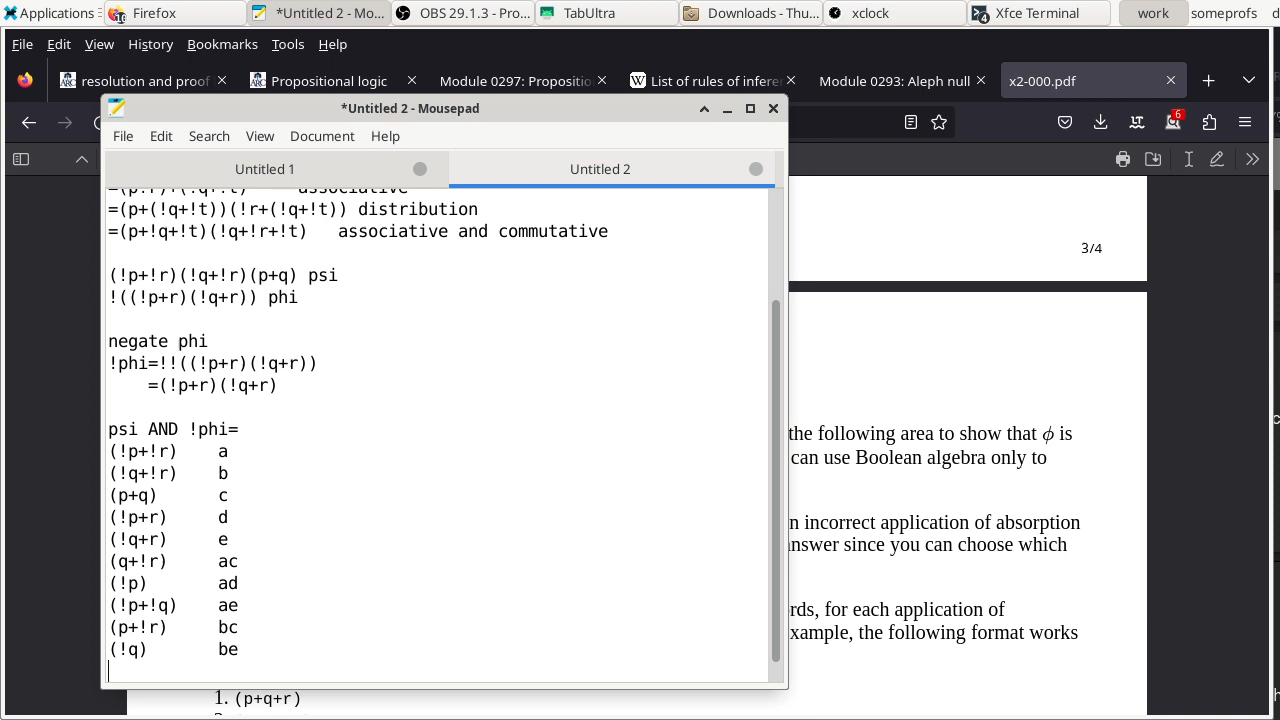 Applications
Firefox
*Untitled 2 - Mo...
OBS 29.1.3 - Pro...
TabUltra
Downloads - Thu...
xclock
Xfce Terminal
work
someprofs
File Edit View History Bookmarks Tools Help
resolution and proof
Propositional logic
Module 0297: Propositio
List of rules of infere
Module 0293: Aleph null
x2-000.pdf
*Untitled 2 - Mousepad
6
File Edit Search View Document Help
Untitled 1
Untitled 2
=(p!r)+(!q+!t) associative
=(p+(!q+!t))(!r+(!q+!t)) distribution
=(p+!q+!t)(!q+!r+!t) associative and commutative
3/4
(!p+!r)(!q+!r)(p+q) psi
!((!p+r)(!q+r)) phi
negate phi
!phi=!!((!p+r)(!q+r))
=(!p+r)(!q+r)
psi AND !phi=
(!p+!r) a
(!q+!r) b
(p+q) c
(!p+r) d
(!q+r) e
(q+!r) ac
(!p) ad
(!p+!q) ae
(p+!r) bc
(!q) be
the following area to show that ϕ is
can use Boolean algebra only to
n incorrect application of absorption
answer since you can choose which
rds, for each application of
xample, the following format works
1. (p+q+r)